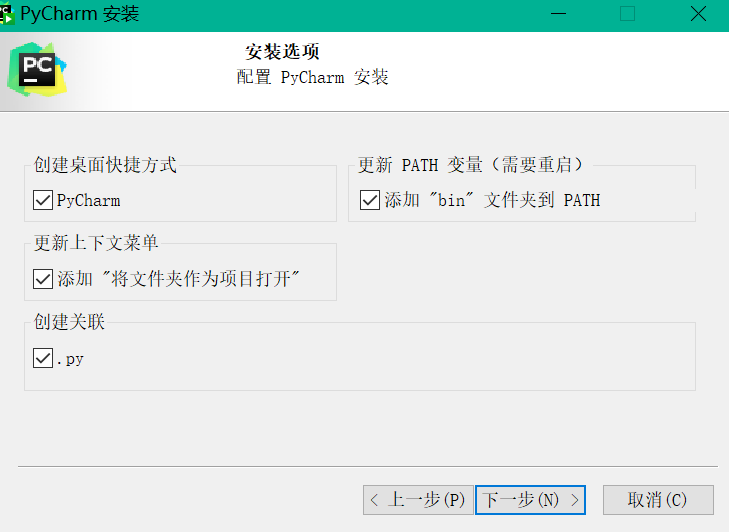 PyCharm 安装
PC
安装选项
配置 PyCharm 安装
创建桌面快捷方式
PyCharm
更新 PATH 变量（需要重启）
添加 "bin" 文件夹到 PATH
更新上下文菜单
添加 "将文件夹作为项目打开"
创建关联
.py
< 上一步(P)
下一步(N) >
取消(C)